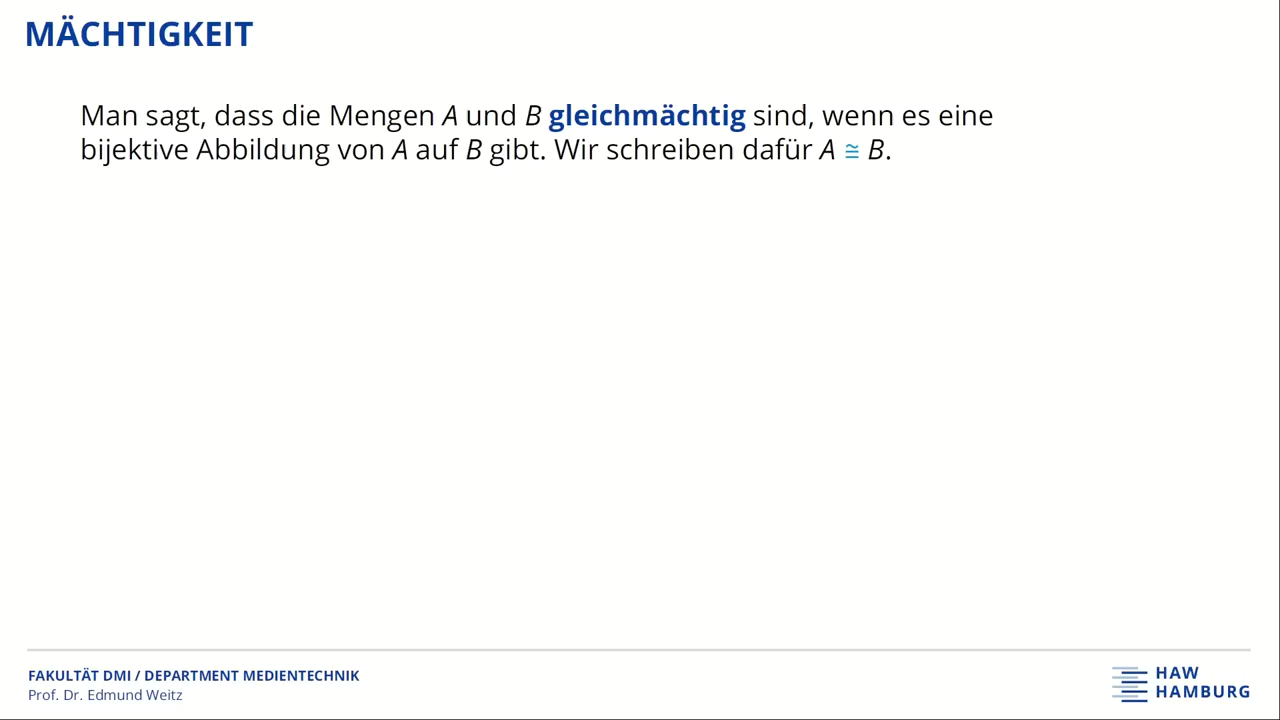 MÄCHTIGKEIT
Man sagt, dass die Mengen A und B gleichmächtig sind, wenn es eine
bijektive Abbildung von A auf B gibt. Wir schreiben dafür A ≅ B.
FAKULTÄT DMI / DEPARTMENT MEDIENTECHNIK
Prof. Dr. Edmund Weitz
HAW
HAMBURG